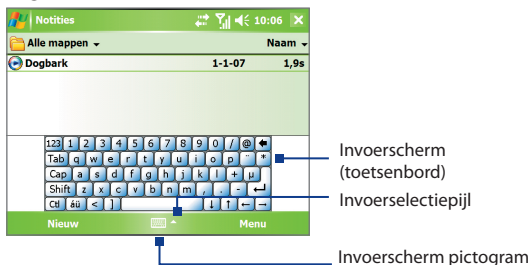 Notities 10:06
Alle mappen Naam
Dogbark 1-1-07 1,9s
123 1 2 3 4 5 6 7 8 9 0 / @
Tab q w e r t y u i o p ¨ *
Cap a s d f g h j k l + µ
Shift z x c v b n m , . -
Ctl áü < ]
Nieuw Menu
Invoerscherm
(toetsenbord)
Invoerselectiepijl
Invoerscherm pictogram